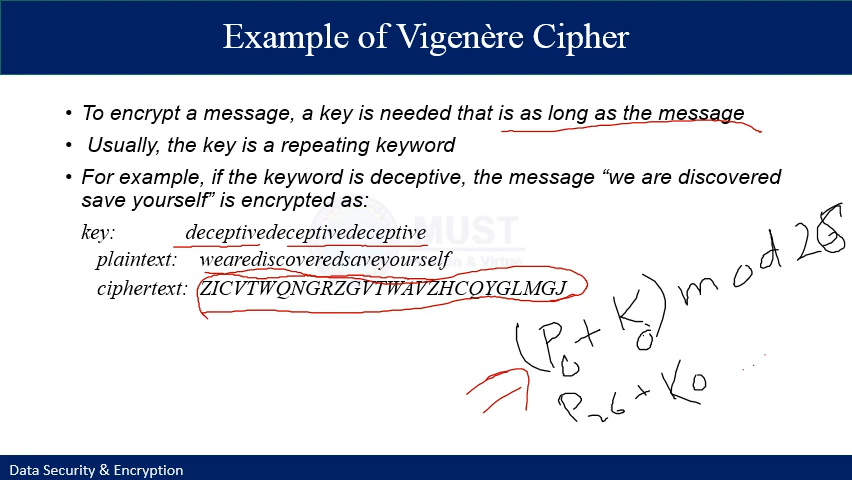 Example of Vigenère Cipher
• To encrypt a message, a key is needed that is as long as the message
• Usually, the key is a repeating keyword
• For example, if the keyword is deceptive, the message “we are discovered
save yourself” is encrypted as:
key: deceptivedeceptivedeceptive
plaintext: wearediscoveredsaveyourself
ciphertext: ZICVTWQNGRZGVTWAVZHCQYGLMGJ
MUST
& Virtue
(P0 + K0) mod 26
P26 + K0 ...
Data Security & Encryption